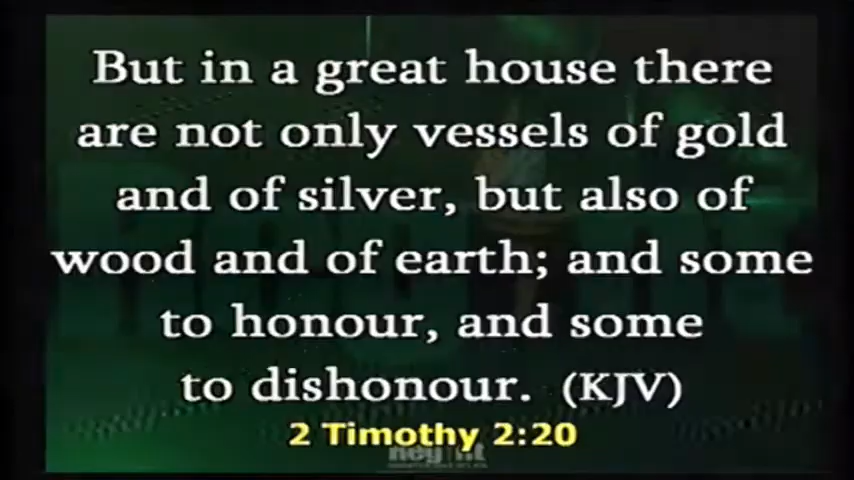 But in a great house there
are not only vessels of gold
and of silver, but also of
wood and of earth; and some
to honour, and some
to dishonour. (KJV)
2 Timothy 2:20